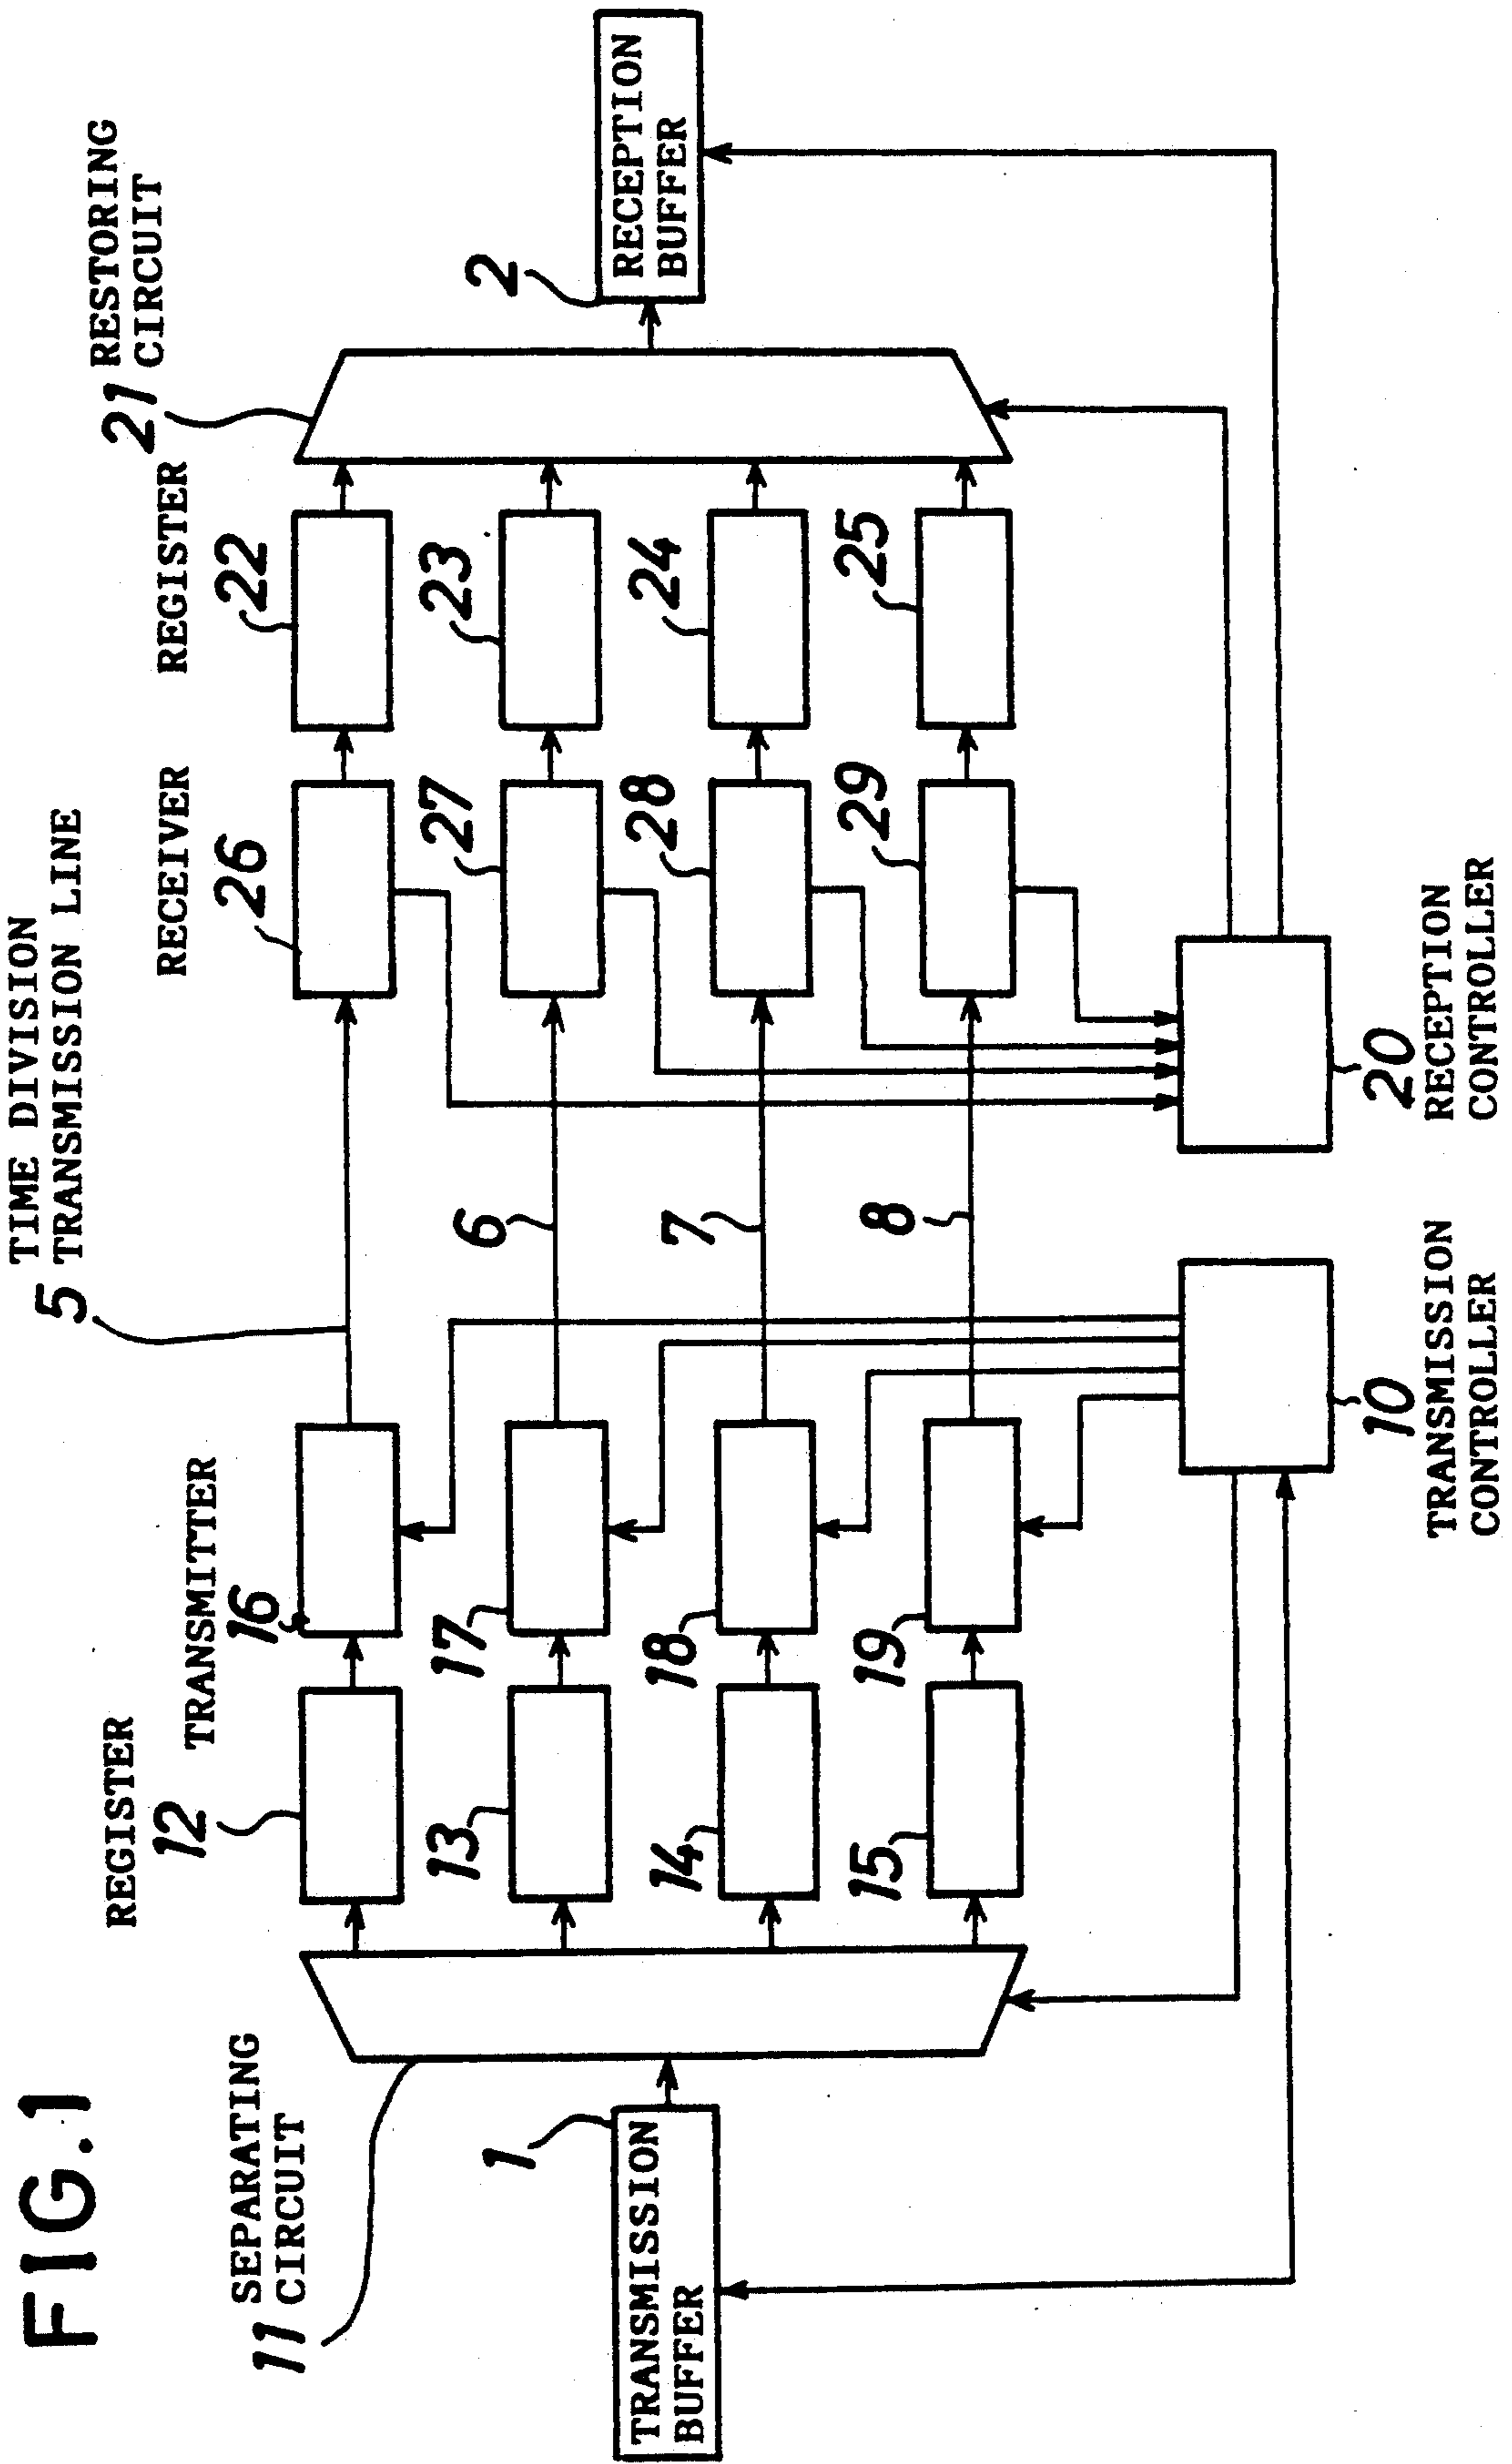 FIG.1
TIME DIVISION
5 TRANSMISSION LINE
21 RESTORING
CIRCUIT
11 SEPARATING
CIRCUIT
REGISTER
12
TRANSMITTER
16
RECEIVER
26
REGISTER
22
13
17
6
27
23
2
RECEPTION
BUFFER
1
TRANSMISSION
BUFFER
14
18
7
28
24
15
19
8
29
25
10
TRANSMISSION
CONTROLLER
20
RECEPTION
CONTROLLER